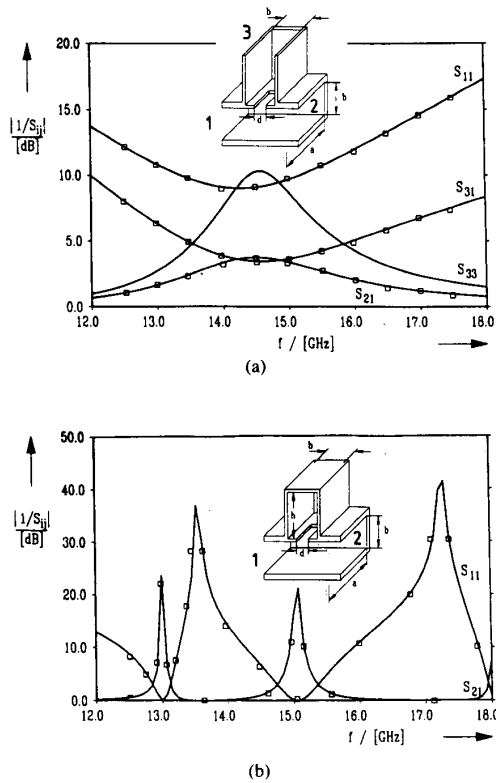 b
3
20.0
S11
15.0
2
b
1
d
a
|1/Sij|
[dB]
10.0
S31
5.0
S33
S21
0.0
12.0 13.0 14.0 15.0 16.0 17.0 18.0
f / [GHz]
(a)
50.0
b
40.0
h
b
2
1
d
|1/Sij|
[dB]
30.0
a
S11
20.0
10.0
S21
0.0
12.0 13.0 14.0 15.0 16.0 17.0 18.0
f / [GHz]
(b)